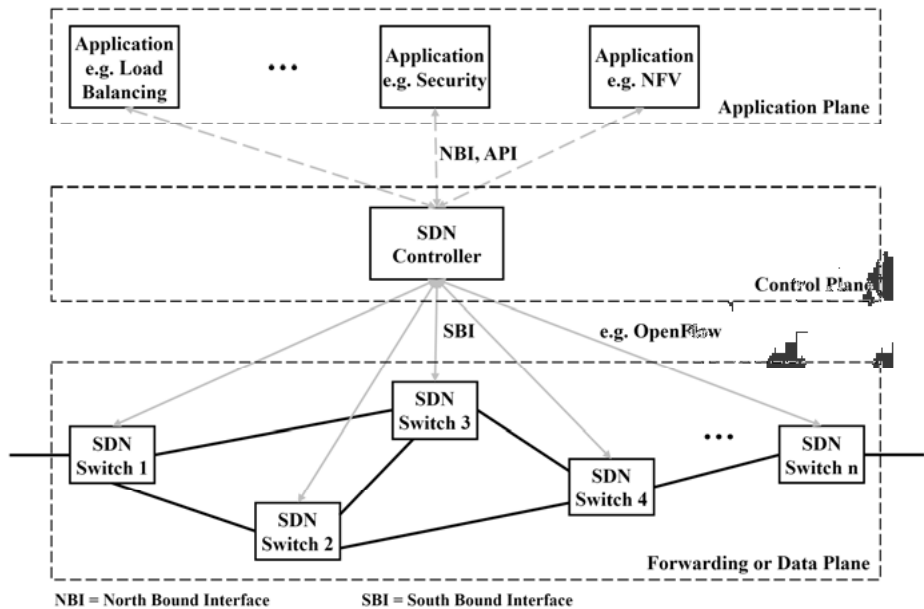 Application
e.g. Load
Balancing
...
Application
e.g. Security
Application
e.g. NFV
Application Plane
NBI, API
SDN
Controller
Control Plane
SBI
e.g. OpenFlow
SDN
Switch 1
SDN
Switch 2
SDN
Switch 3
SDN
Switch 4
...
SDN
Switch n
Forwarding or Data Plane
NBI = North Bound Interface
SBI = South Bound Interface